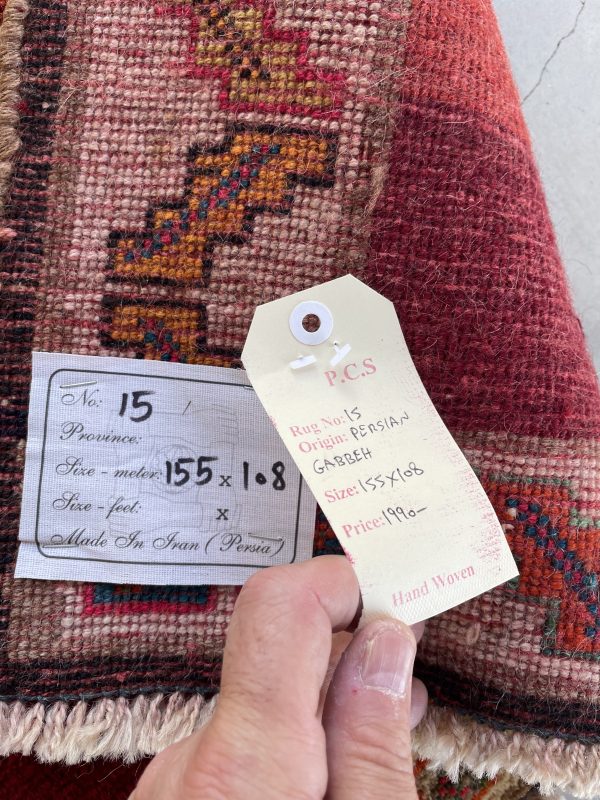 No: 15
Province:
Size - meter: 155 x 108
Size - feet: x
Made In Iran (Persia)
P.C.S
Rug No: 15
Origin: PERSIAN
GABBEH
Size: 155X108
Price: 1990-
Hand Woven